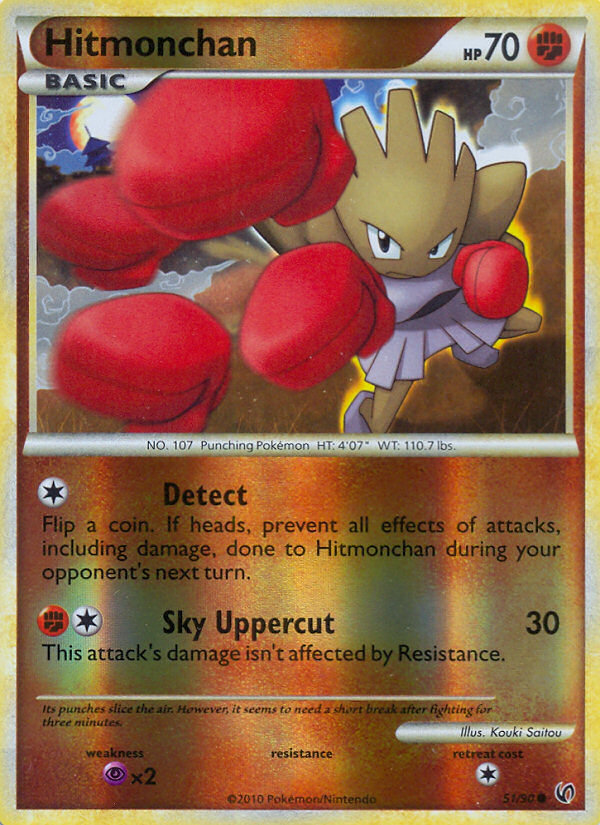 Hitmonchan
HP 70
BASIC
NO. 107 Punching Pokémon HT: 4'07" WT: 110.7 lbs.
Detect
Flip a coin. If heads, prevent all effects of attacks,
including damage, done to Hitmonchan during your
opponent's next turn.
Sky Uppercut 30
This attack's damage isn't affected by Resistance.
Its punches slice the air. However, it seems to need a short break after fighting for
three minutes.
Illus. Kouki Saitou
weakness resistance retreat cost
×2
©2010 Pokémon/Nintendo 51/90